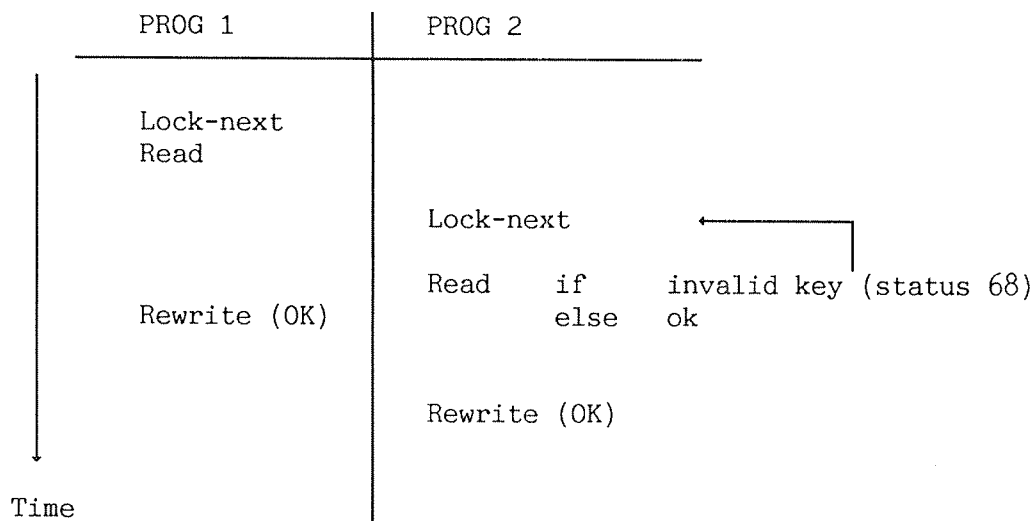 PROG 1 PROG 2
Lock-next
Read
Lock-next
Read if invalid key (status 68)
Rewrite (OK) else ok
Rewrite (OK)
Time